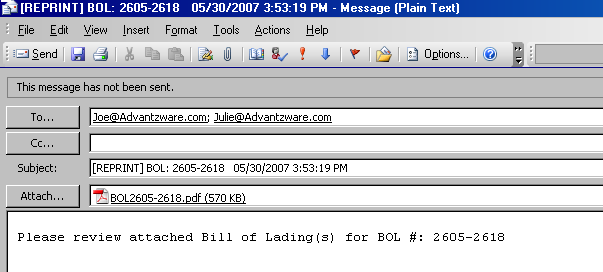 [REPRINT] BOL: 2605-2618 05/30/2007 3:53:19 PM - Message (Plain Text)
File Edit View Insert Format Tools Actions Help
Send Options...
This message has not been sent.
To... Joe@Advantzware.com; Julie@Advantzware.com
Cc...
Subject: [REPRINT] BOL: 2605-2618 05/30/2007 3:53:19 PM
Attach... BOL2605-2618.pdf (570 KB)
Please review attached Bill of Lading(s) for BOL #: 2605-2618